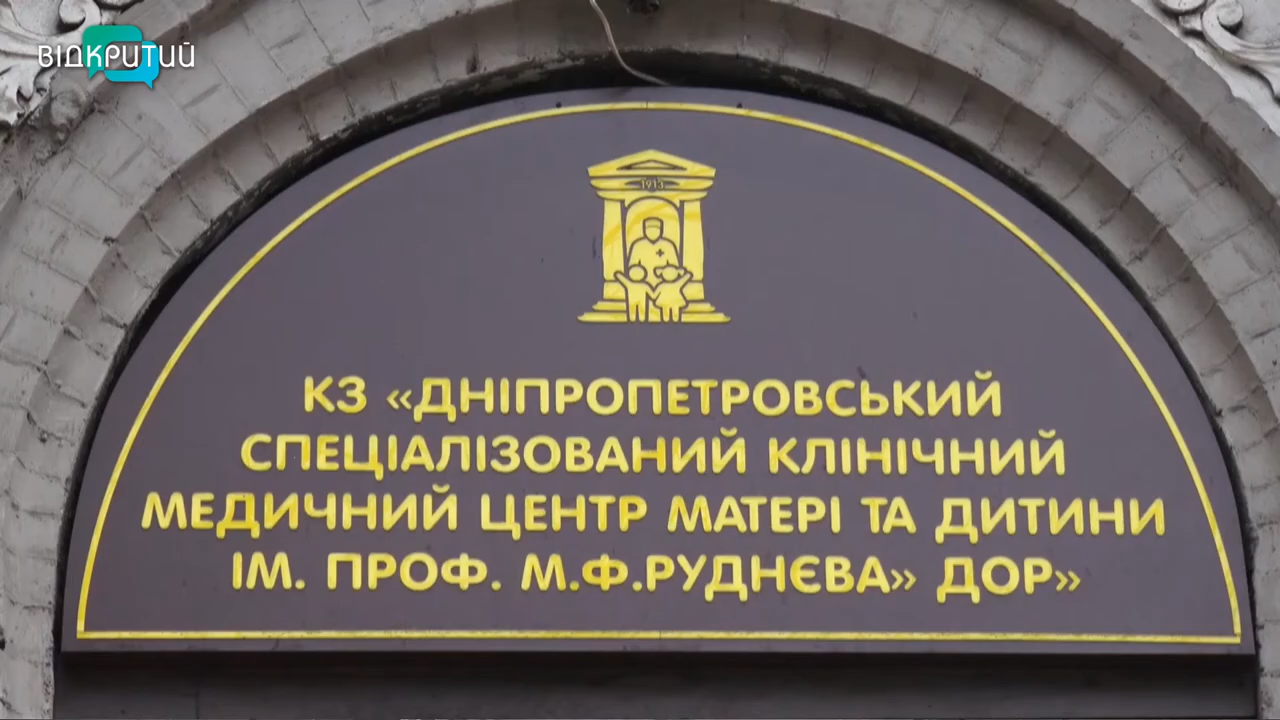 ВІДКРИТИЙ
1913
КЗ «ДНІПРОПЕТРОВСЬКИЙ
СПЕЦІАЛІЗОВАНИЙ КЛІНІЧНИЙ
МЕДИЧНИЙ ЦЕНТР МАТЕРІ ТА ДИТИНИ
ІМ. ПРОФ. М.Ф.РУДНЄВА» ДОР»